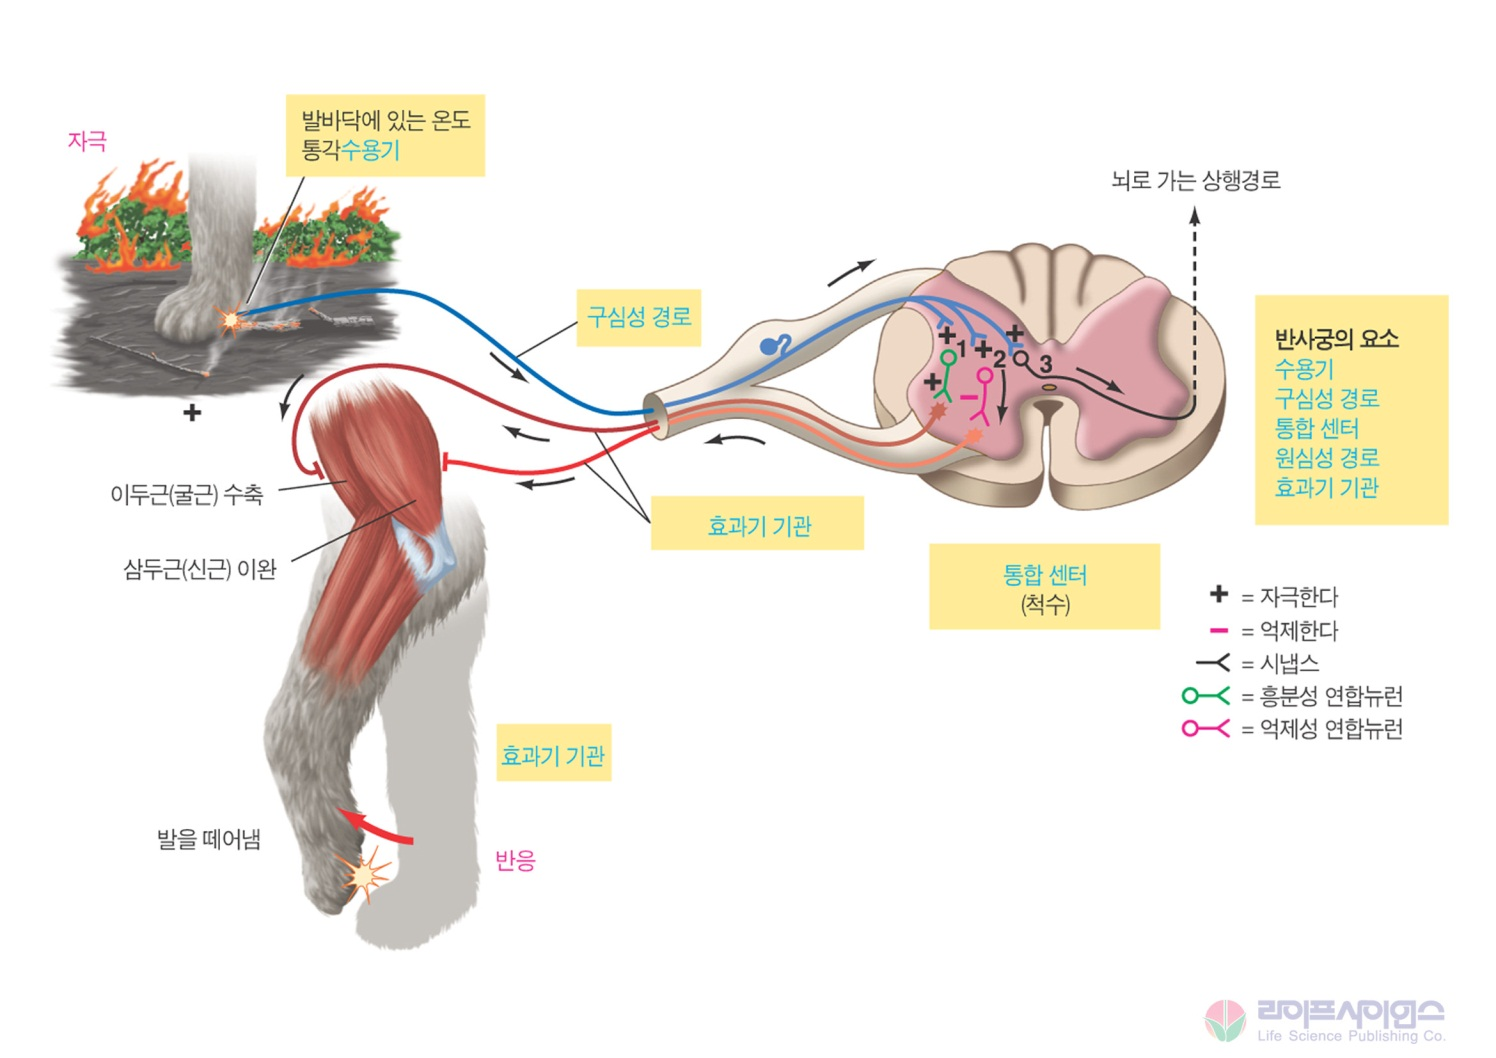 자극
발바닥에 있는 온도
통각수용기
뇌로 가는 상행경로
구심성 경로
+
1
+
2
+
3
+
−
반사궁의 요소
수용기
구심성 경로
통합 센터
원심성 경로
효과기 기관
+
이두근(굴근) 수축
삼두근(신근) 이완
효과기 기관
통합 센터
(척수)
+ = 자극한다
− = 억제한다
= 시냅스
= 흥분성 연합뉴런
= 억제성 연합뉴런
효과기 기관
발을 떼어냄
반응
라이프사이언스
Life Science Publishing Co.